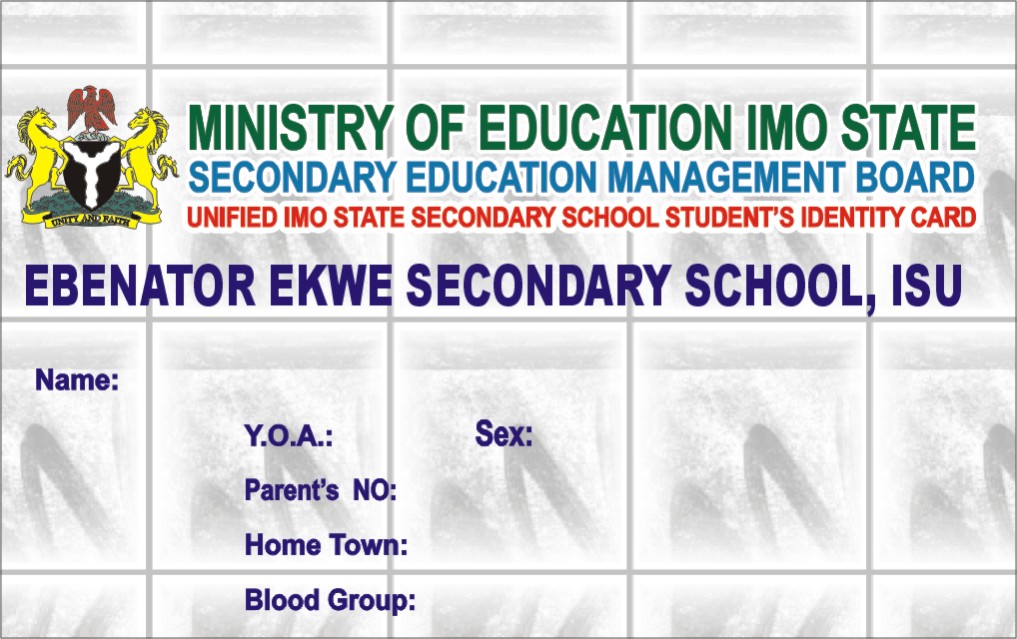 MINISTRY OF EDUCATION IMO STATE
SECONDARY EDUCATION MANAGEMENT BOARD
UNIFIED IMO STATE SECONDARY SCHOOL STUDENT'S IDENTITY CARD
UNITY AND FAITH
EBENATOR EKWE SECONDARY SCHOOL, ISU
Name:
Y.O.A.: Sex:
Parent's NO:
Home Town:
Blood Group: